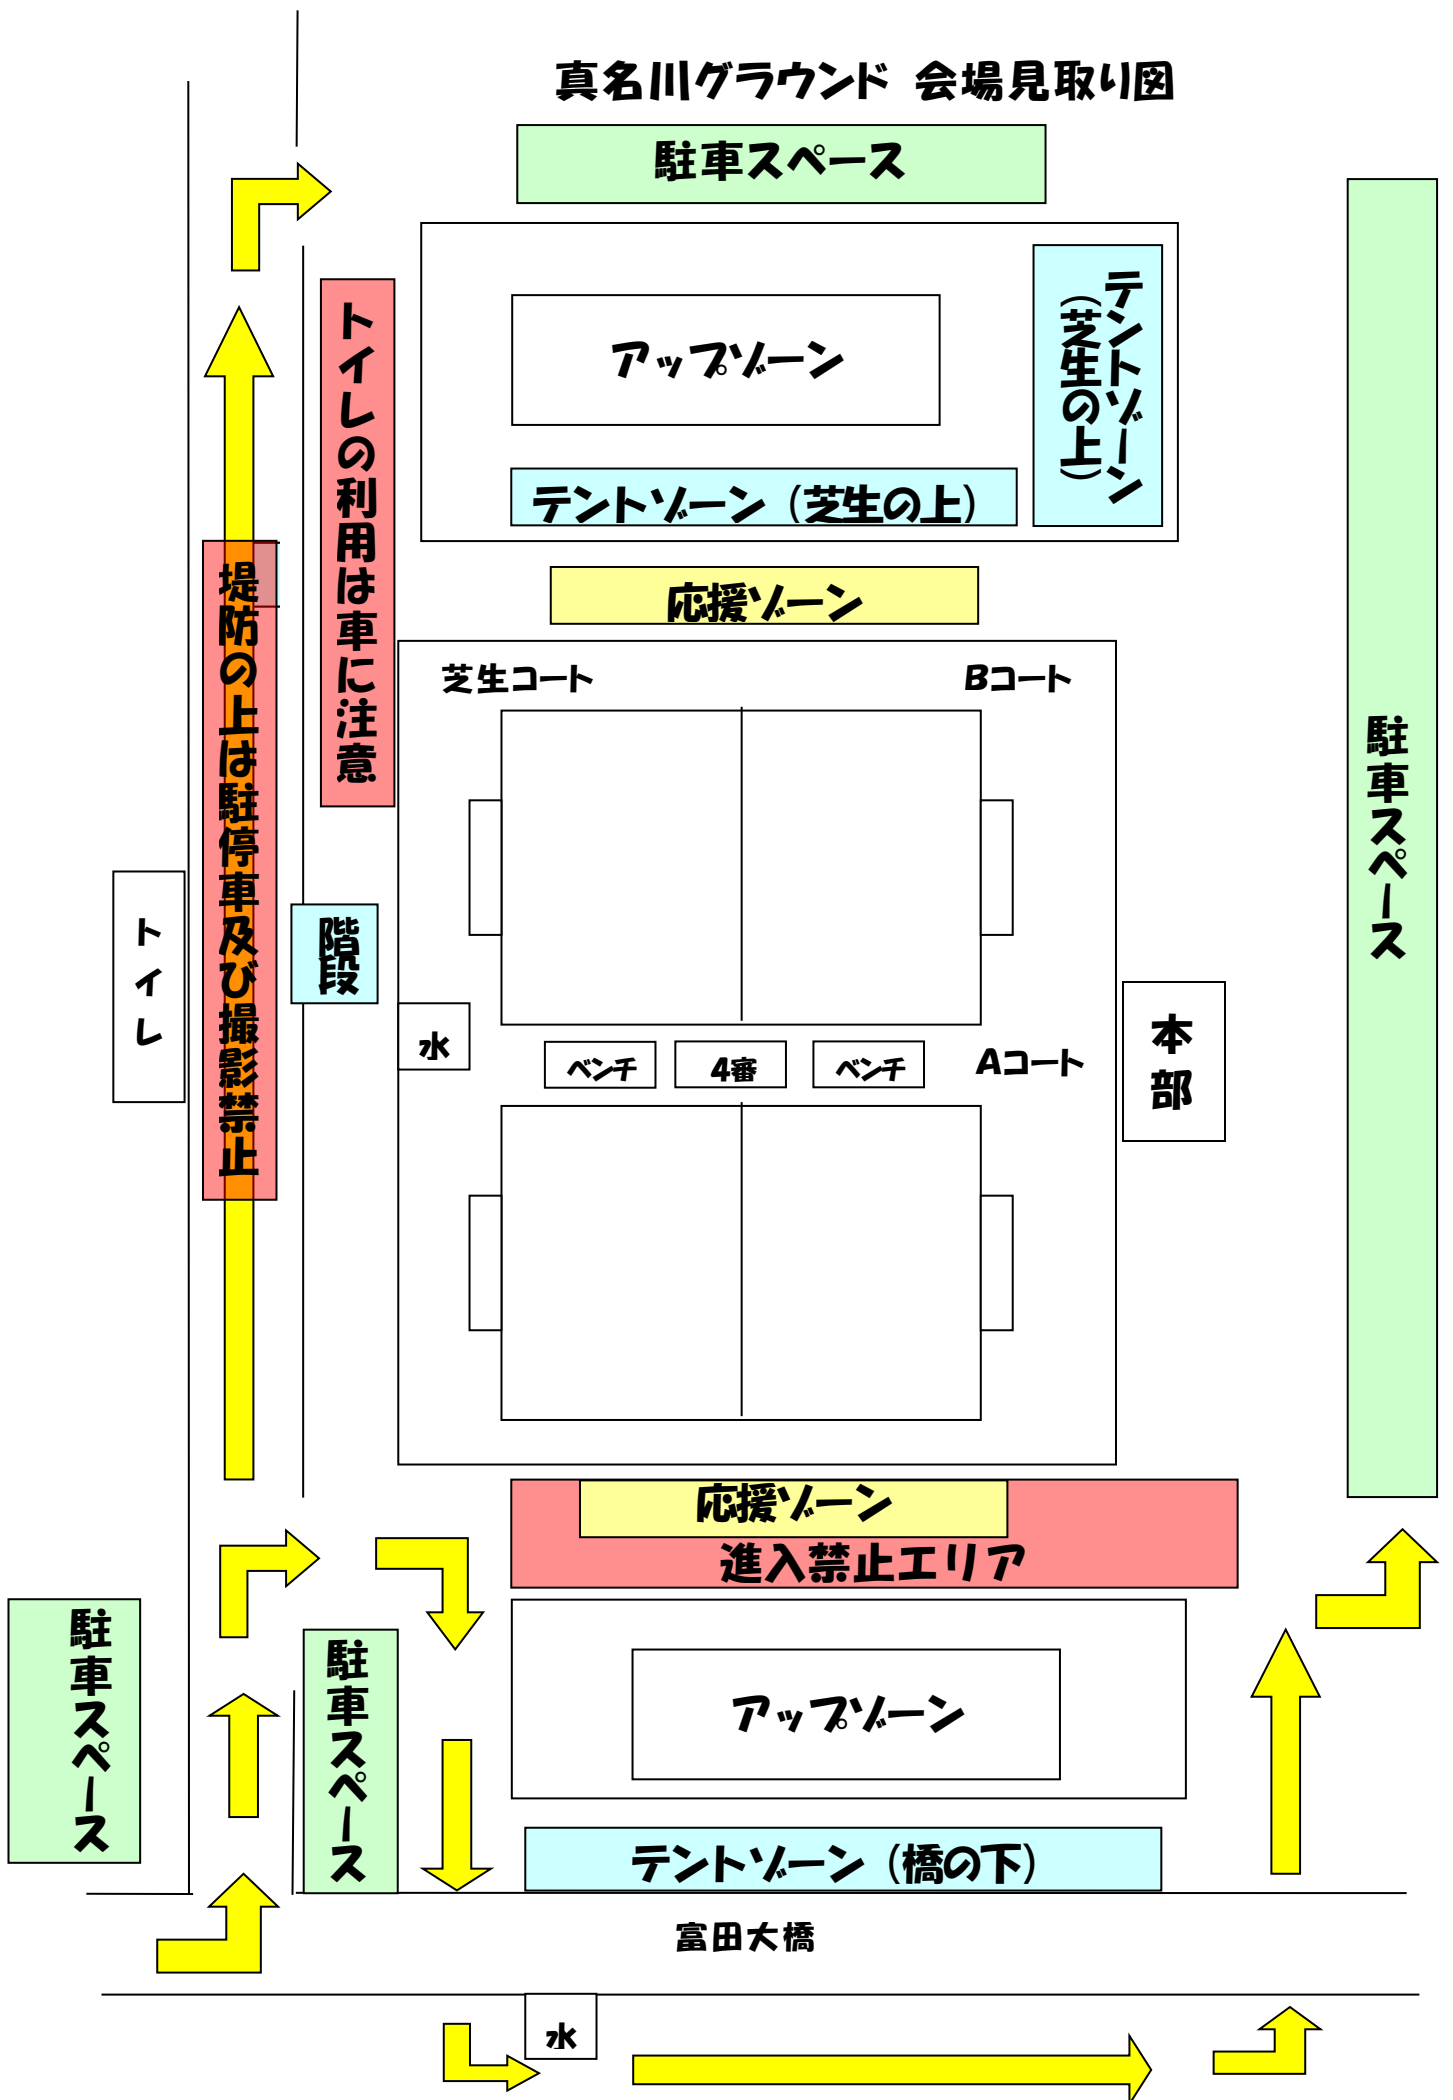 真名川グラウンド 会場見取り図
駐車スペース
アップゾーン
テントゾーン
（芝生の上）
テントゾーン（芝生の上）
トイレの利用は車に注意
応援ゾーン
堤防の上は駐停車及び撮影禁止
芝生コート
Bコート
駐車スペース
トイレ
階段
水
ベンチ
4審
ベンチ
Aコート
本部
応援ゾーン
進入禁止エリア
駐車スペース
駐車スペース
アップゾーン
テントゾーン（橋の下）
富田大橋
水